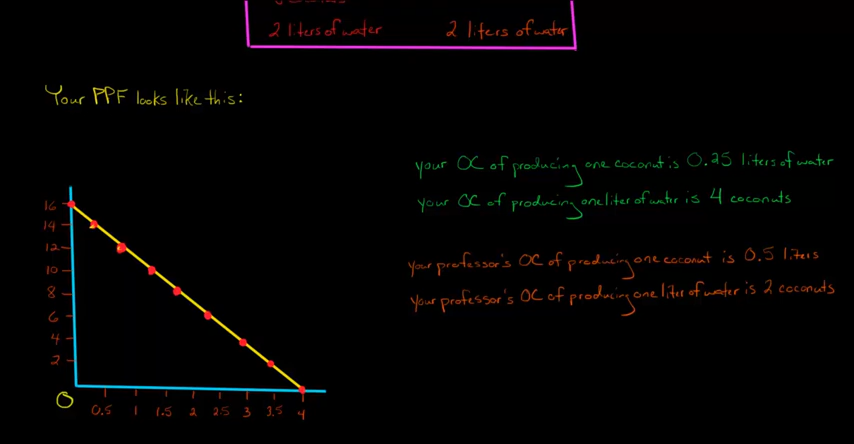 2 liters of water 2 liters of water
Your PPF looks like this:
your OC of producing one coconut is 0.25 liters of water
your OC of producing one liter of water is 4 coconuts
your professor's OC of producing one coconut is 0.5 liters
your professor's OC of producing one liter of water is 2 coconuts
16
14
12
10
8
6
4
2
0
0.5 1 1.5 2 2.5 3 3.5 4